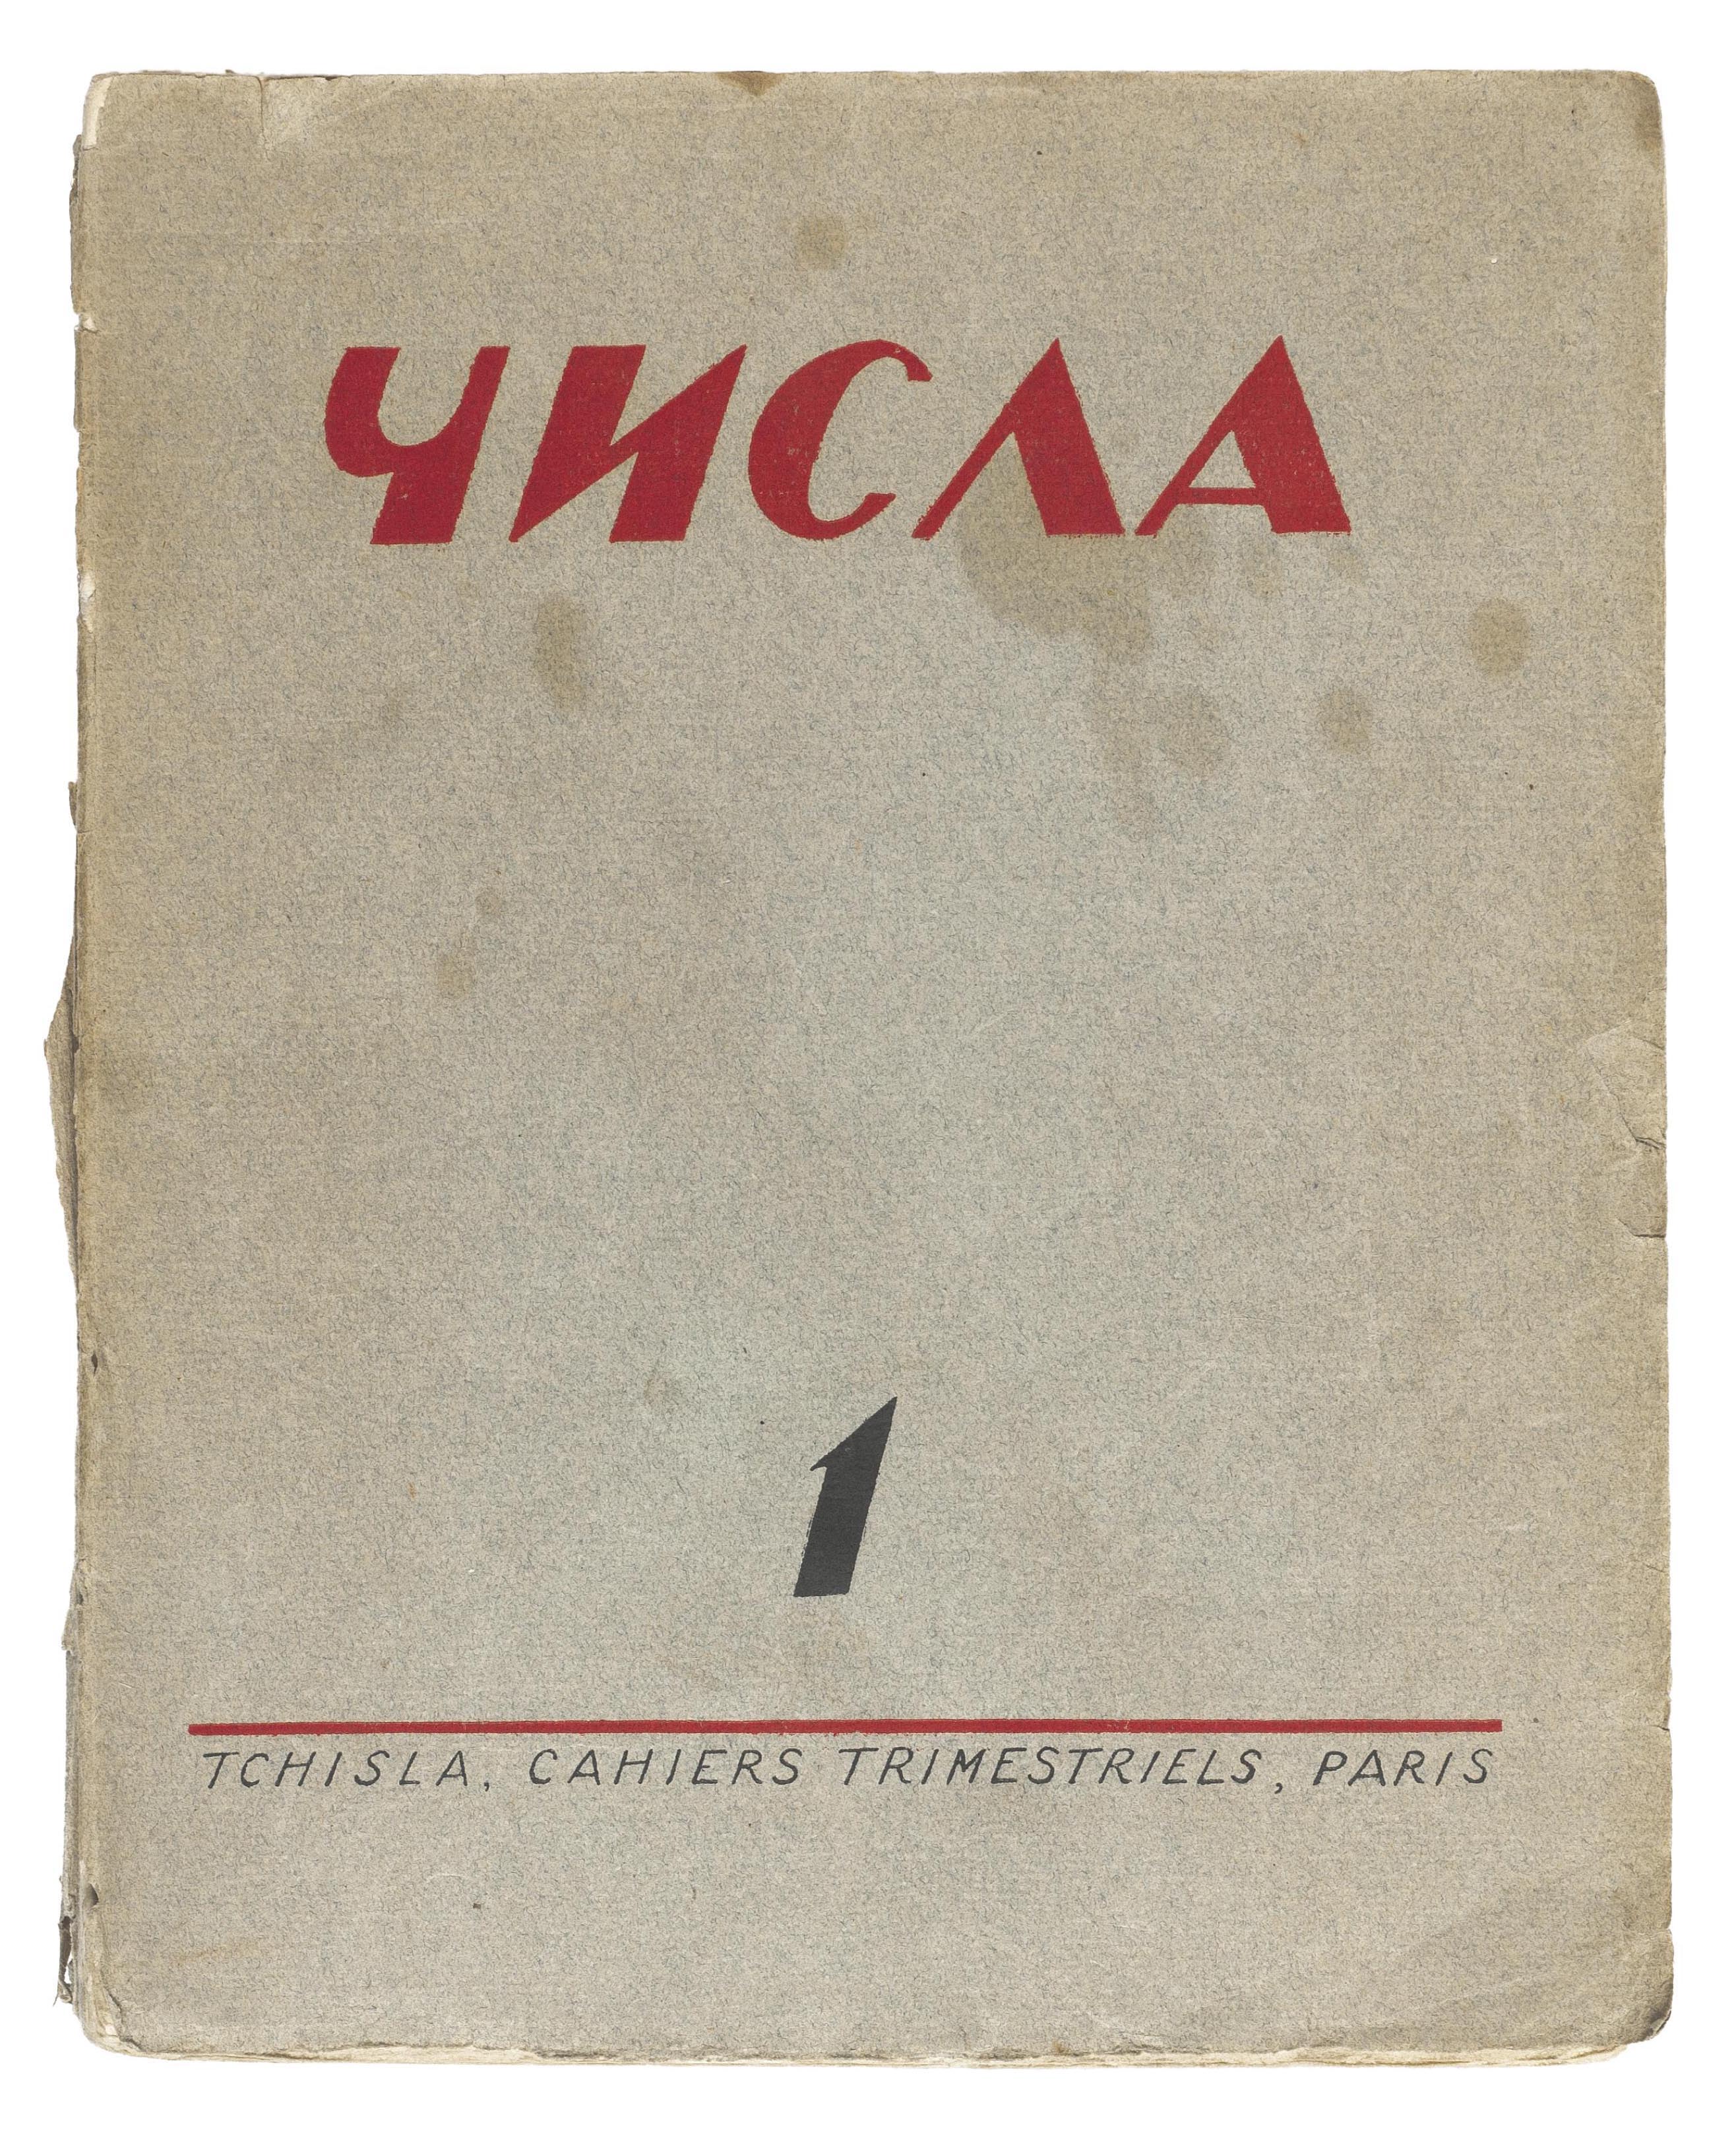 ЧИСЛА
1
TCHISLA, CAHIERS TRIMESTRIELS, PARIS